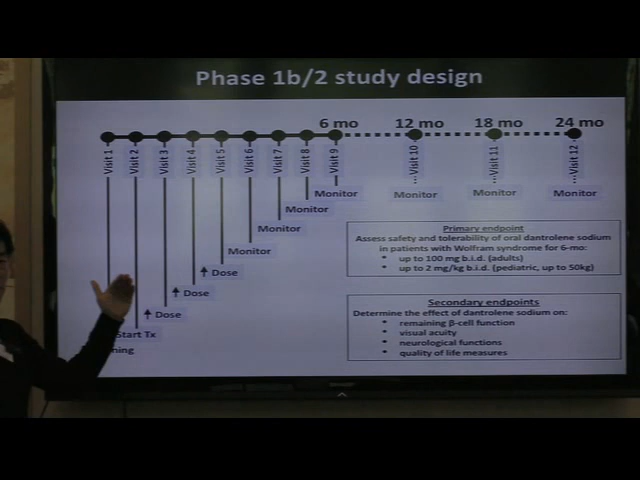 Phase 1b/2 study design
6 mo 12 mo 18 mo 24 mo
Visit 1 Visit 2 Visit 3 Visit 4 Visit 5 Visit 6 Visit 7 Visit 8 Visit 9 ...Visit 10 ...Visit 11 ...Visit 12
Monitor Monitor Monitor Monitor
Monitor
Monitor
Monitor
↑ Dose
↑ Dose
↑ Dose
Start Tx
ning
Primary endpoint
Assess safety and tolerability of oral dantrolene sodium
in patients with Wolfram syndrome for 6-mo:
• up to 100 mg b.i.d. (adults)
• up to 2 mg/kg b.i.d. (pediatric, up to 50kg)
Secondary endpoints
Determine the effect of dantrolene sodium on:
• remaining β-cell function
• visual acuity
• neurological functions
• quality of life measures